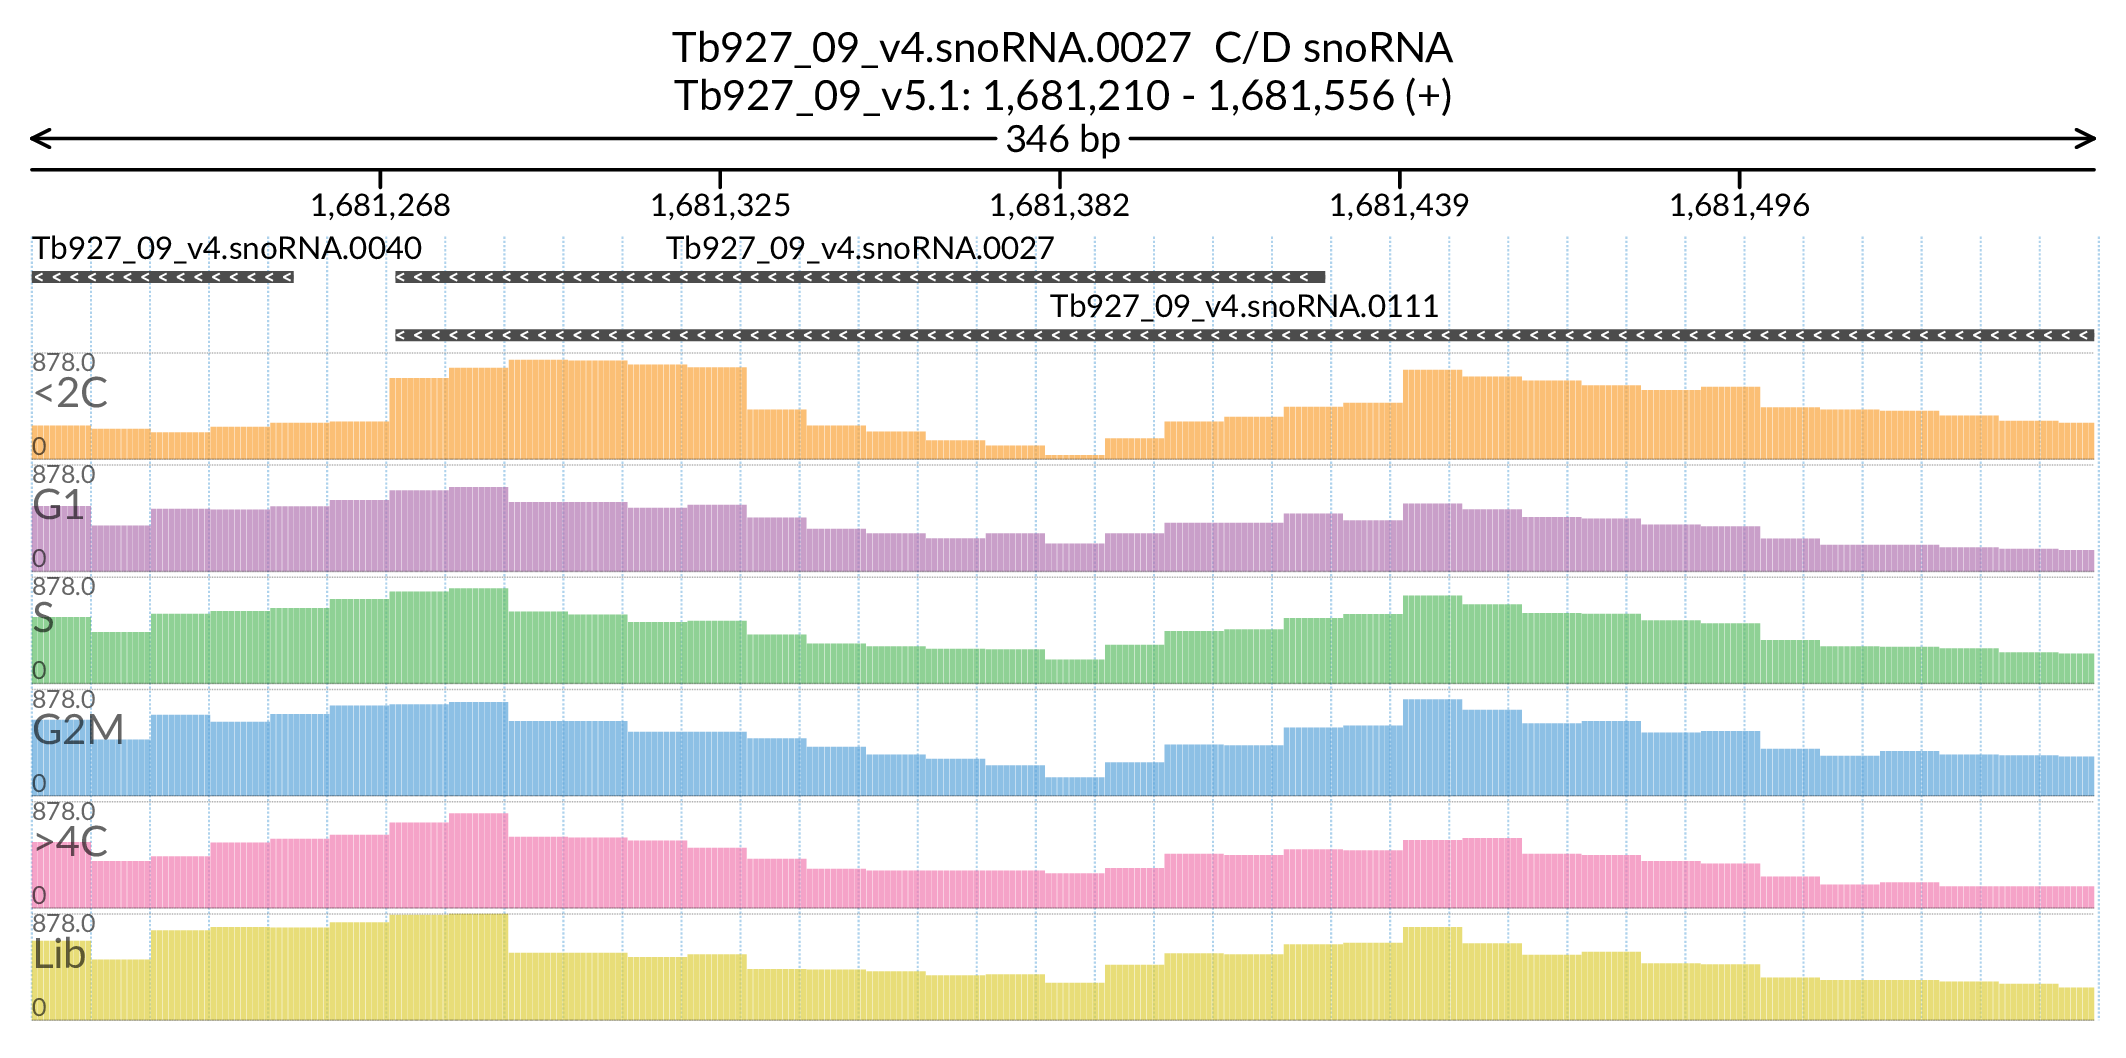 Tb927_09_v4.snoRNA.0027 C/D snoRNA
Tb927_09_v5.1: 1,681,210 - 1,681,556 (+)
346 bp
1,681,268 1,681,325 1,681,382 1,681,439 1,681,496
Tb927_09_v4.snoRNA.0040 Tb927_09_v4.snoRNA.0027
Tb927_09_v4.snoRNA.0111
878.0
<2C
0
878.0
G1
0
878.0
S
0
878.0
G2M
0
878.0
>4C
0
878.0
Lib
0